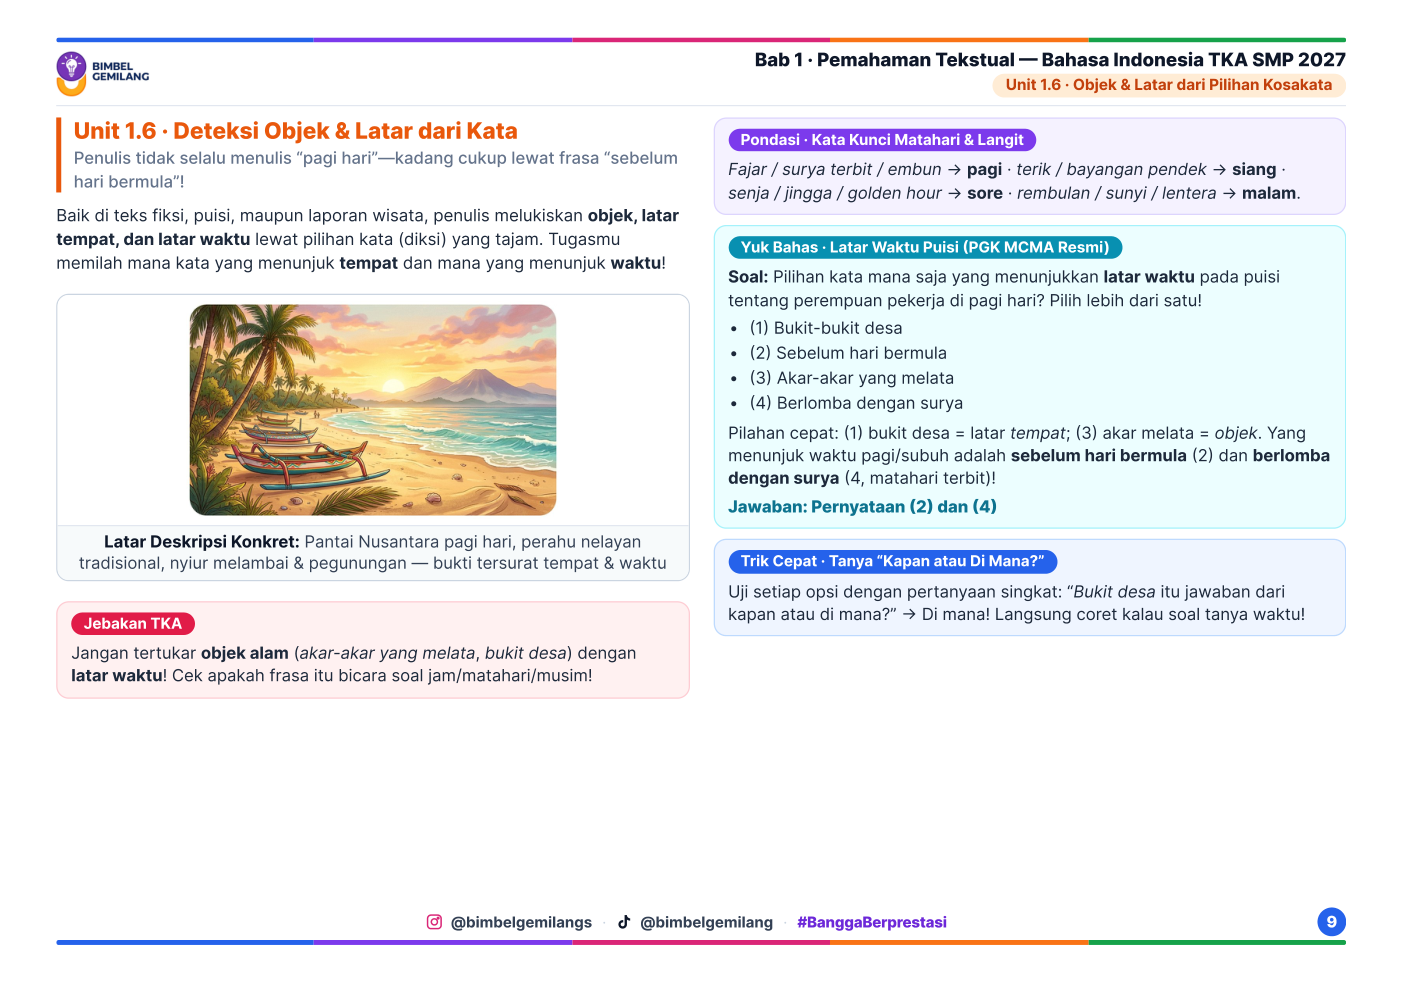 BIMBEL
GEMILANG
Bab 1 · Pemahaman Tekstual — Bahasa Indonesia TKA SMP 2027
Unit 1.6 · Objek & Latar dari Pilihan Kosakata
Unit 1.6 · Deteksi Objek & Latar dari Kata
Penulis tidak selalu menulis “pagi hari”—kadang cukup lewat frasa “sebelum
hari bermula”!
Baik di teks fiksi, puisi, maupun laporan wisata, penulis melukiskan objek, latar
tempat, dan latar waktu lewat pilihan kata (diksi) yang tajam. Tugasmu
memilah mana kata yang menunjuk tempat dan mana yang menunjuk waktu!
Latar Deskripsi Konkret: Pantai Nusantara pagi hari, perahu nelayan
tradisional, nyiur melambai & pegunungan — bukti tersurat tempat & waktu
Jebakan TKA
Jangan tertukar objek alam (akar-akar yang melata, bukit desa) dengan
latar waktu! Cek apakah frasa itu bicara soal jam/matahari/musim!
Pondasi · Kata Kunci Matahari & Langit
Fajar / surya terbit / embun → pagi · terik / bayangan pendek → siang ·
senja / jingga / golden hour → sore · rembulan / sunyi / lentera → malam.
Yuk Bahas · Latar Waktu Puisi (PGK MCMA Resmi)
Soal: Pilihan kata mana saja yang menunjukkan latar waktu pada puisi
tentang perempuan pekerja di pagi hari? Pilih lebih dari satu!
• (1) Bukit-bukit desa
• (2) Sebelum hari bermula
• (3) Akar-akar yang melata
• (4) Berlomba dengan surya
Pilahan cepat: (1) bukit desa = latar tempat; (3) akar melata = objek. Yang
menunjuk waktu pagi/subuh adalah sebelum hari bermula (2) dan berlomba
dengan surya (4, matahari terbit)!
Jawaban: Pernyataan (2) dan (4)
Trik Cepat · Tanya “Kapan atau Di Mana?”
Uji setiap opsi dengan pertanyaan singkat: “Bukit desa itu jawaban dari
kapan atau di mana?” → Di mana! Langsung coret kalau soal tanya waktu!
@bimbelgemilangs · @bimbelgemilang · #BanggaBerprestasi
9